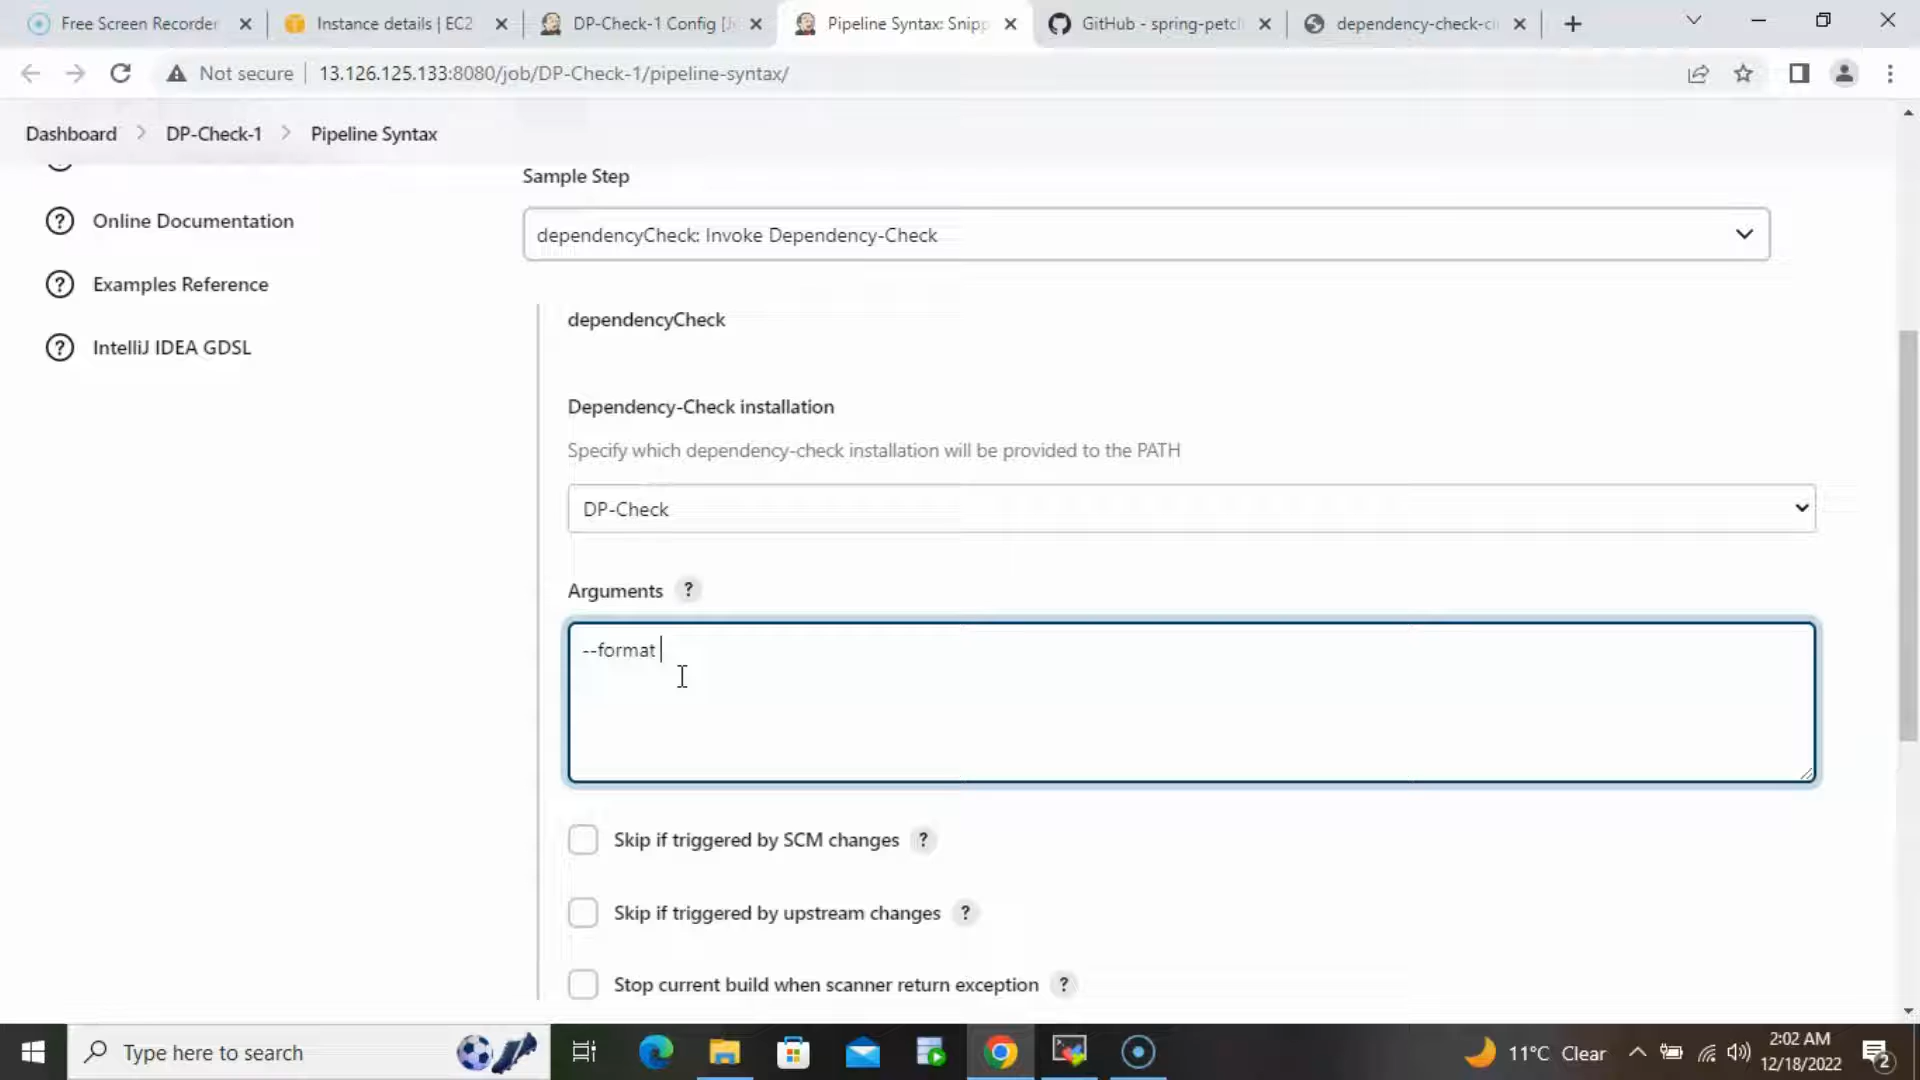 Free Screen Recorder
Instance details | EC2
DP-Check-1 Config [J
Pipeline Syntax: Snipp
GitHub - spring-petcl
dependency-check-c
Not secure
13.126.125.133:8080/job/DP-Check-1/pipeline-syntax/
Dashboard
DP-Check-1
Pipeline Syntax
Online Documentation
Examples Reference
IntelliJ IDEA GDSL
Sample Step
dependencyCheck: Invoke Dependency-Check
dependencyCheck
Dependency-Check installation
Specify which dependency-check installation will be provided to the PATH
DP-Check
Arguments ?
--format
Skip if triggered by SCM changes ?
Skip if triggered by upstream changes ?
Stop current build when scanner return exception ?
Type here to search
11°C Clear
2:02 AM
12/18/2022
2